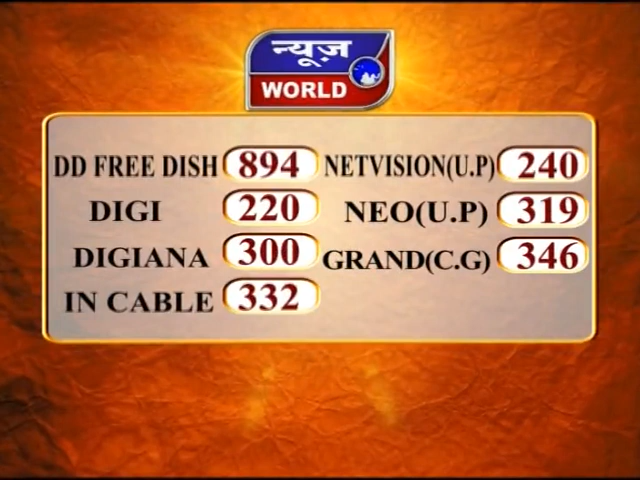 न्यूज़
WORLD
DD FREE DISH 894 NETVISION(U.P) 240
DIGI 220 NEO(U.P) 319
DIGIANA 300 GRAND(C.G) 346
IN CABLE 332